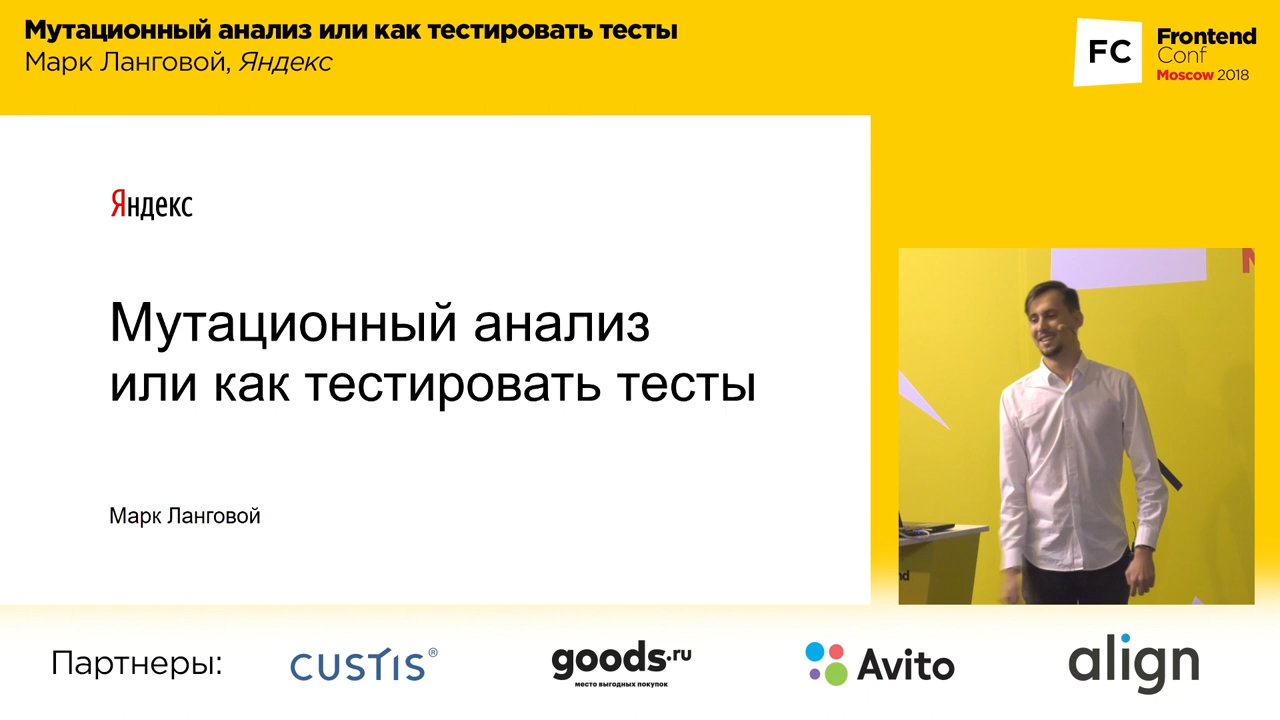 Мутационный анализ или как тестировать тесты
Марк Ланговой, Яндекс
FC
Frontend
Conf
Moscow 2018
Яндекс
Мутационный анализ
или как тестировать тесты
Марк Ланговой
Партнеры:
CUSTIS®
goods.ru
место выгодных покупок
Avito
align